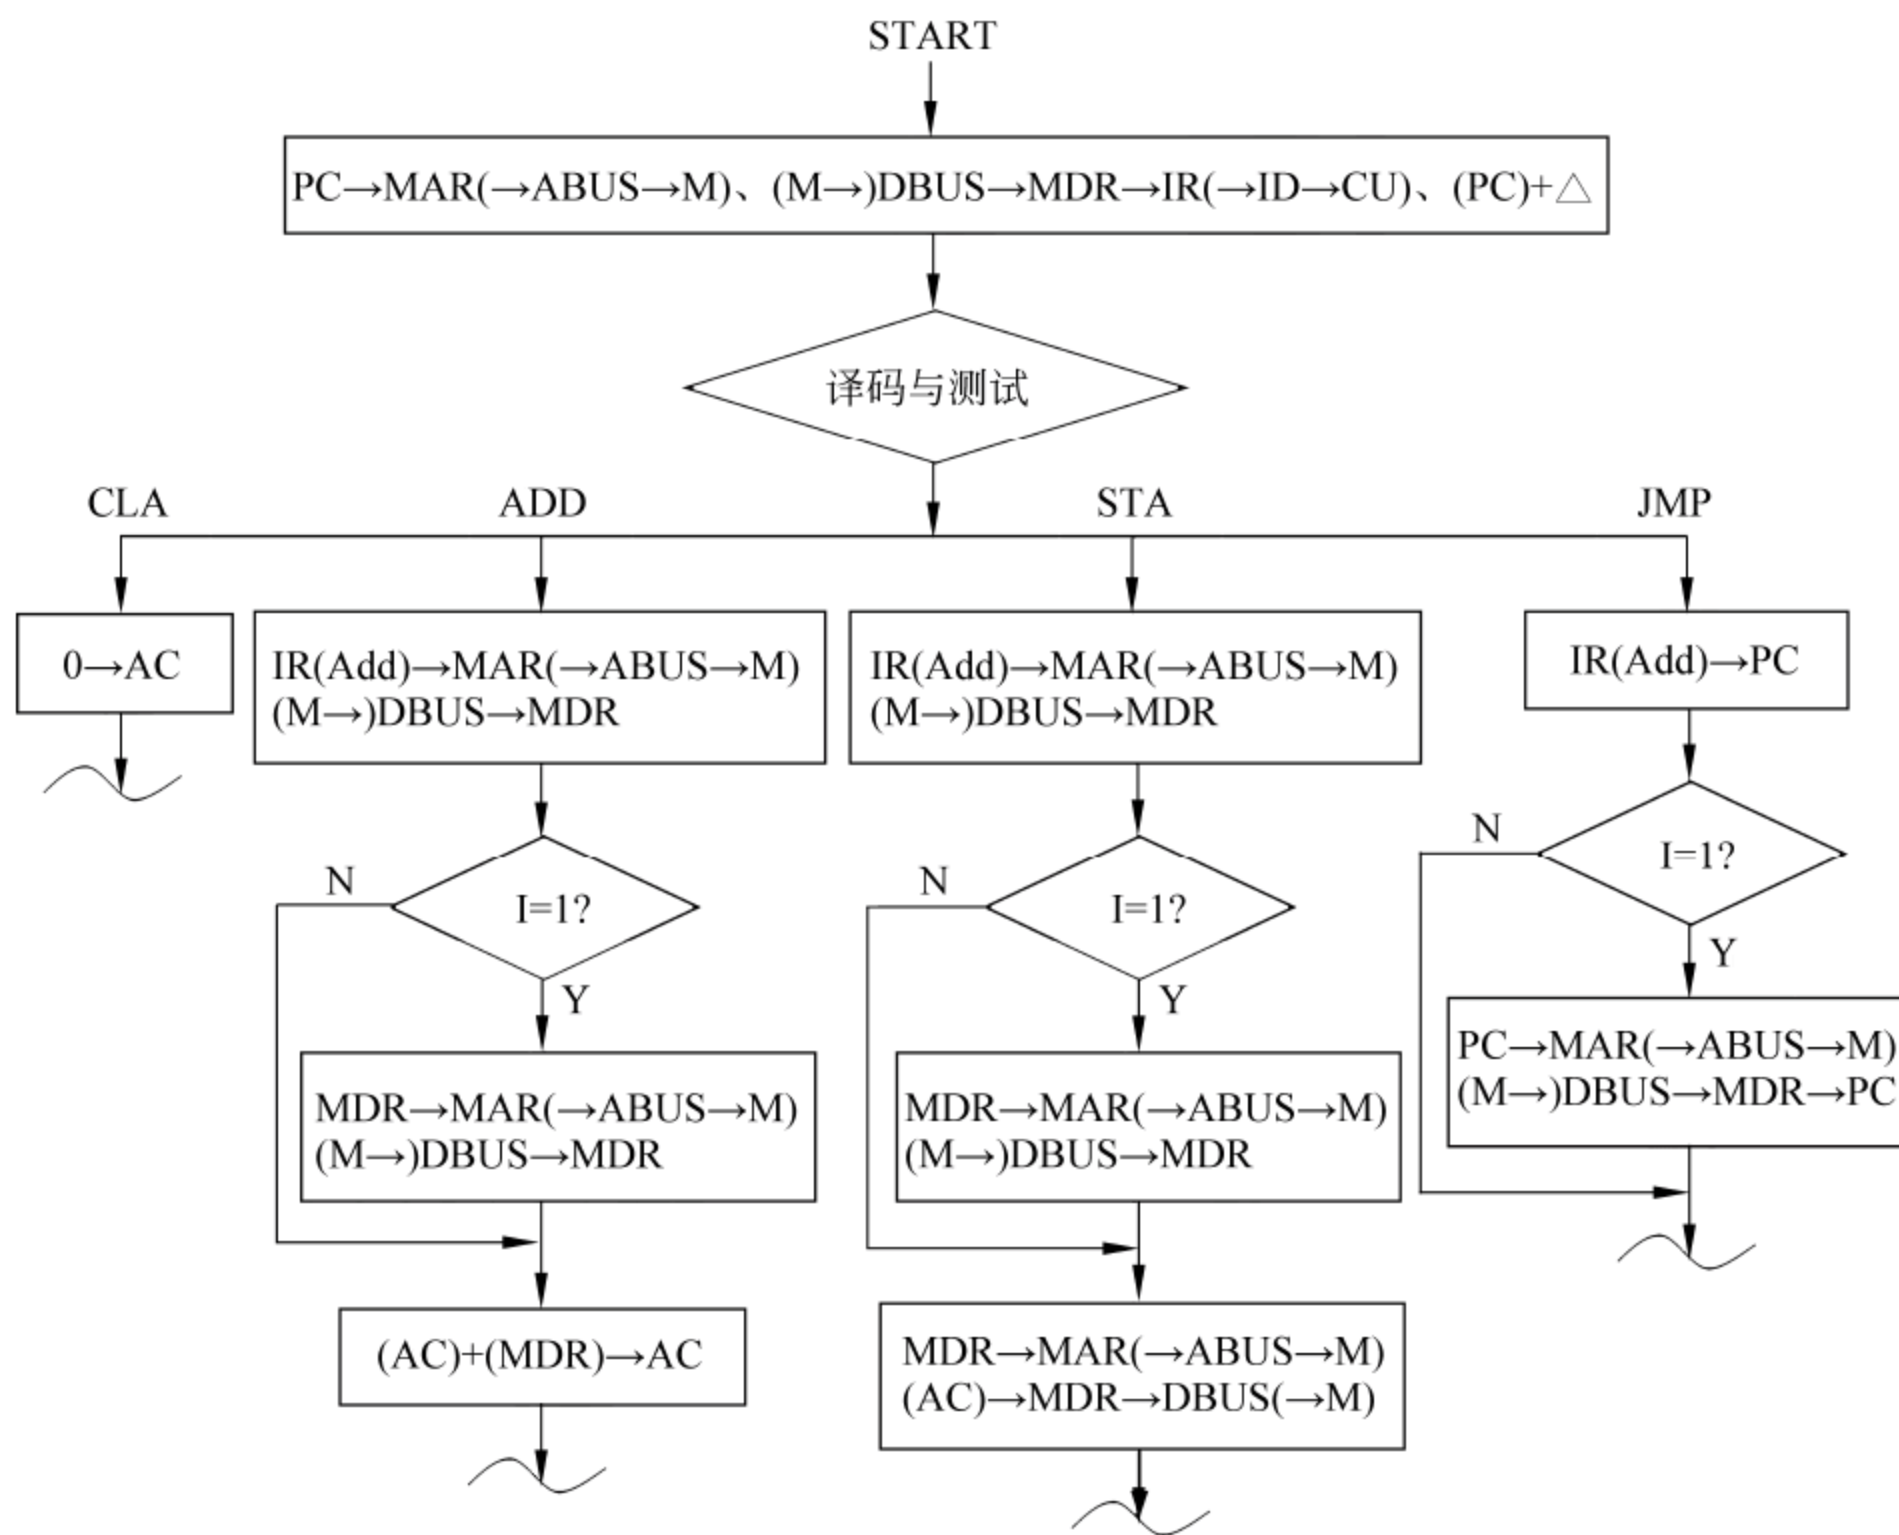 START
PC→MAR(→ABUS→M)、(M→)DBUS→MDR→IR(→ID→CU)、(PC)+△
译码与测试
CLA
ADD
STA
JMP
0→AC
IR(Add)→MAR(→ABUS→M)
(M→)DBUS→MDR
IR(Add)→MAR(→ABUS→M)
(M→)DBUS→MDR
IR(Add)→PC
N
I=1?
Y
N
I=1?
Y
N
I=1?
Y
MDR→MAR(→ABUS→M)
(M→)DBUS→MDR
MDR→MAR(→ABUS→M)
(M→)DBUS→MDR
PC→MAR(→ABUS→M)
(M→)DBUS→MDR→PC
(AC)+(MDR)→AC
MDR→MAR(→ABUS→M)
(AC)→MDR→DBUS(→M)